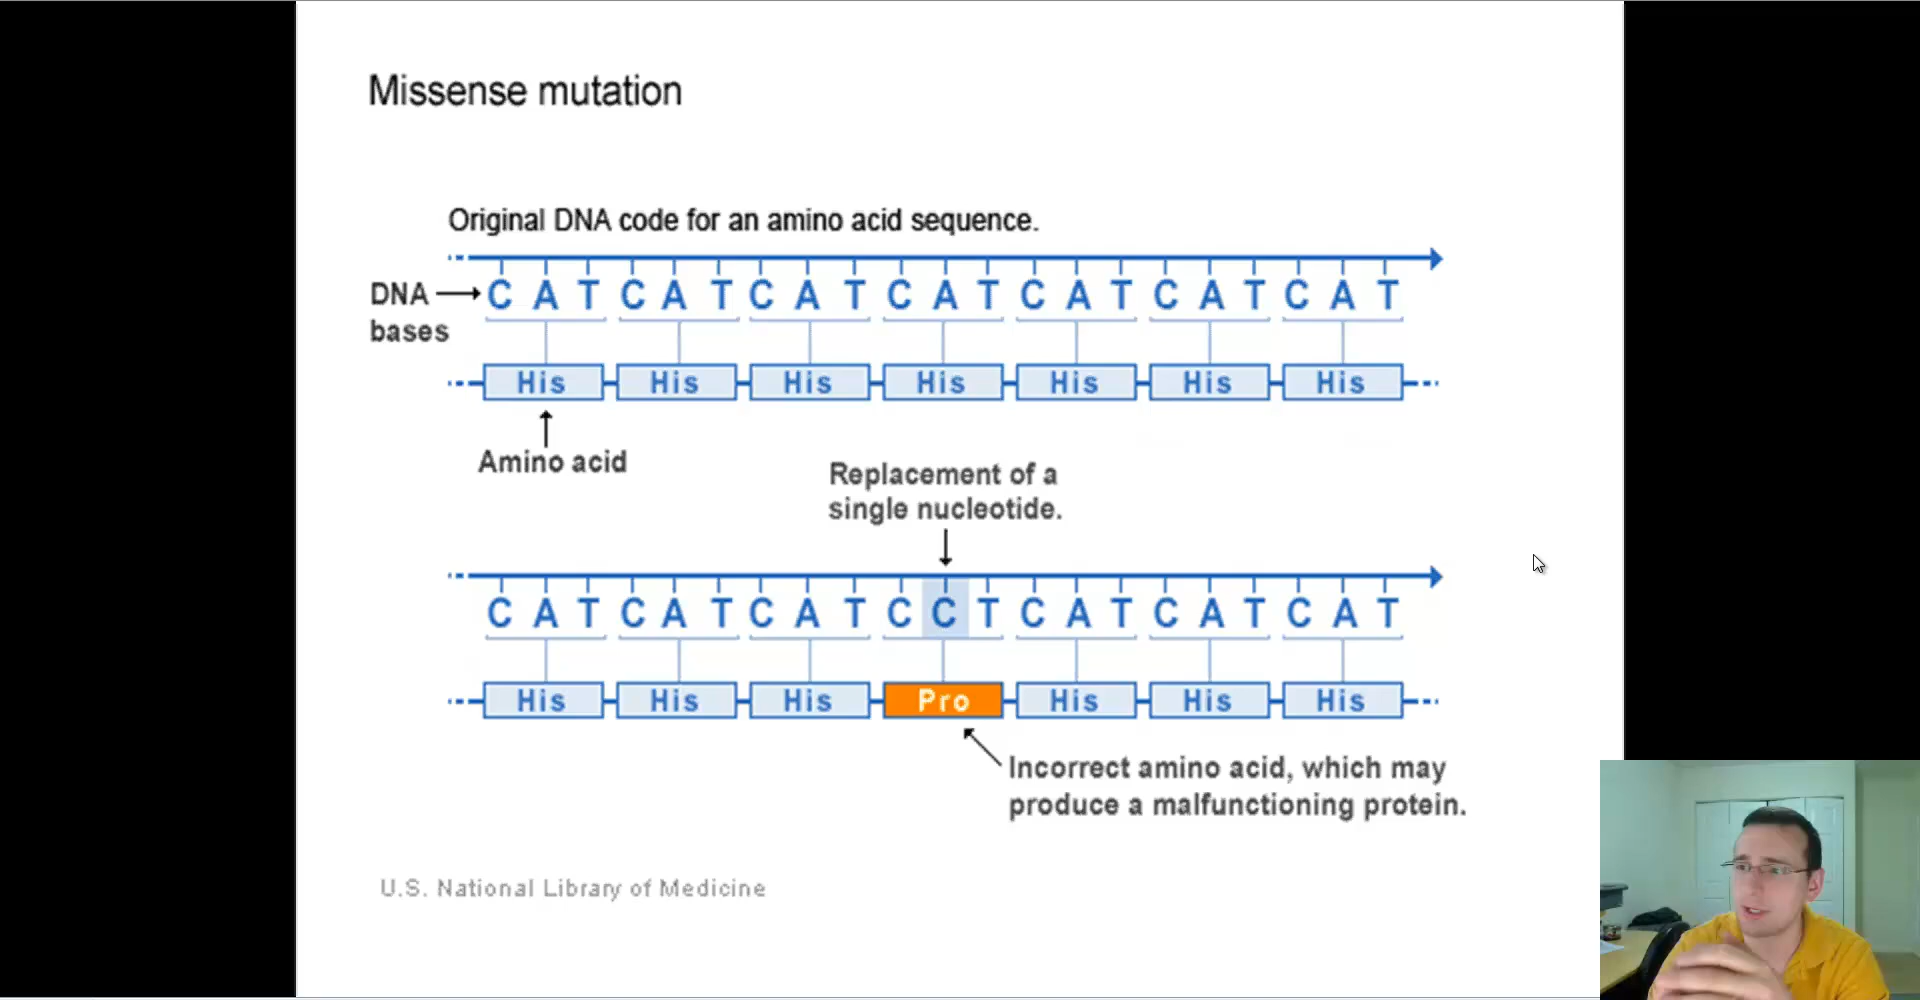 Missense mutation
Original DNA code for an amino acid sequence.
DNA bases
C A T C A T C A T C A T C A T C A T C A T
His His His His His His His
Amino acid
Replacement of a
single nucleotide.
C A T C A T C A T C C T C A T C A T C A T
His His His Pro His His His
Incorrect amino acid, which may
produce a malfunctioning protein.
U.S. National Library of Medicine